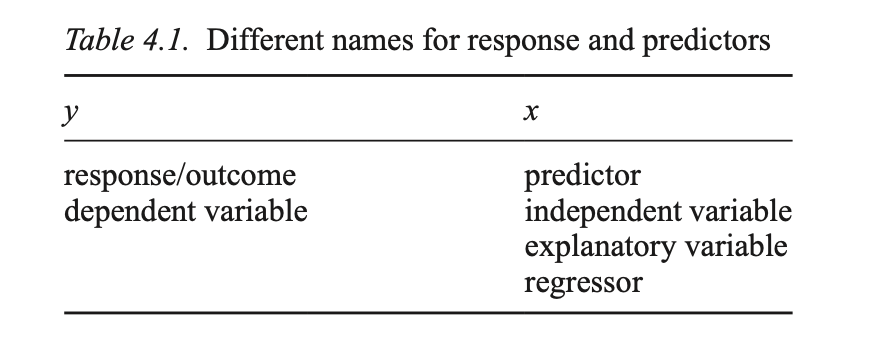 Table 4.1. Different names for response and predictors
y x
response/outcome predictor
dependent variable independent variable
explanatory variable
regressor